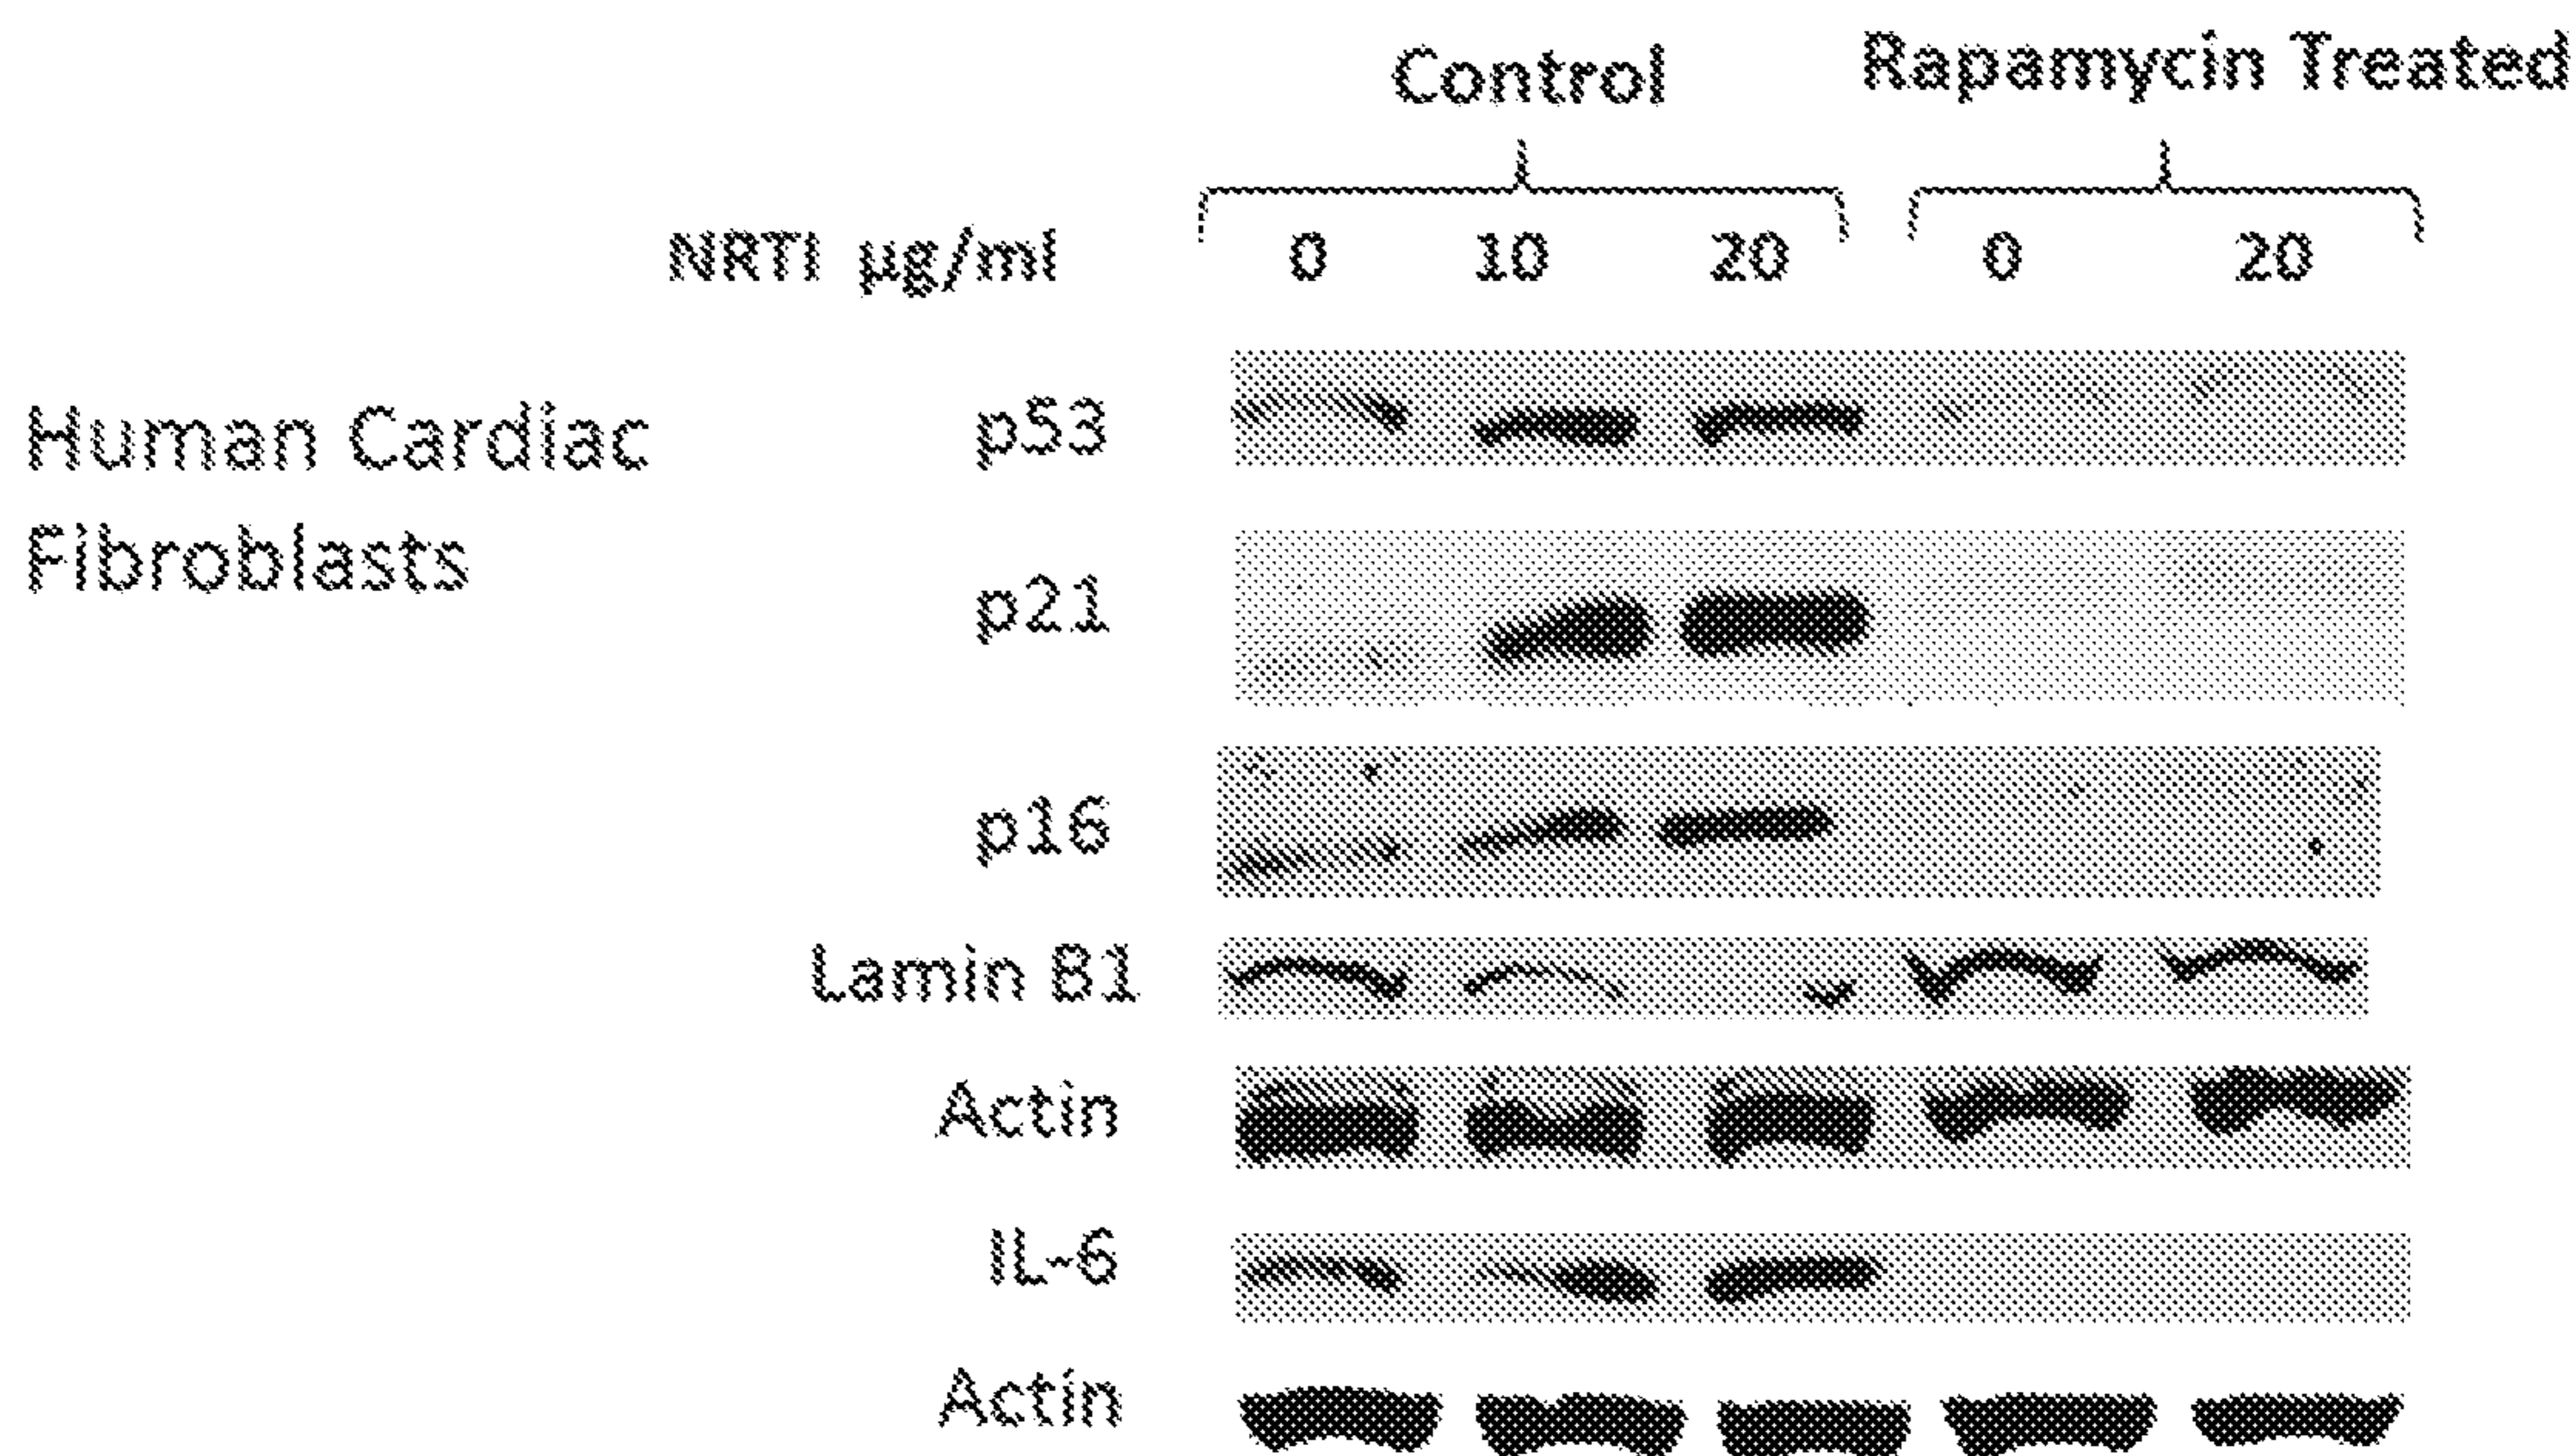 Control Rapamycin Treated
NRTI µg/ml 0 10 20 0 20
Human Cardiac
Fibroblasts
p53
p21
p16
Lamin B1
Actin
IL-6
Actin